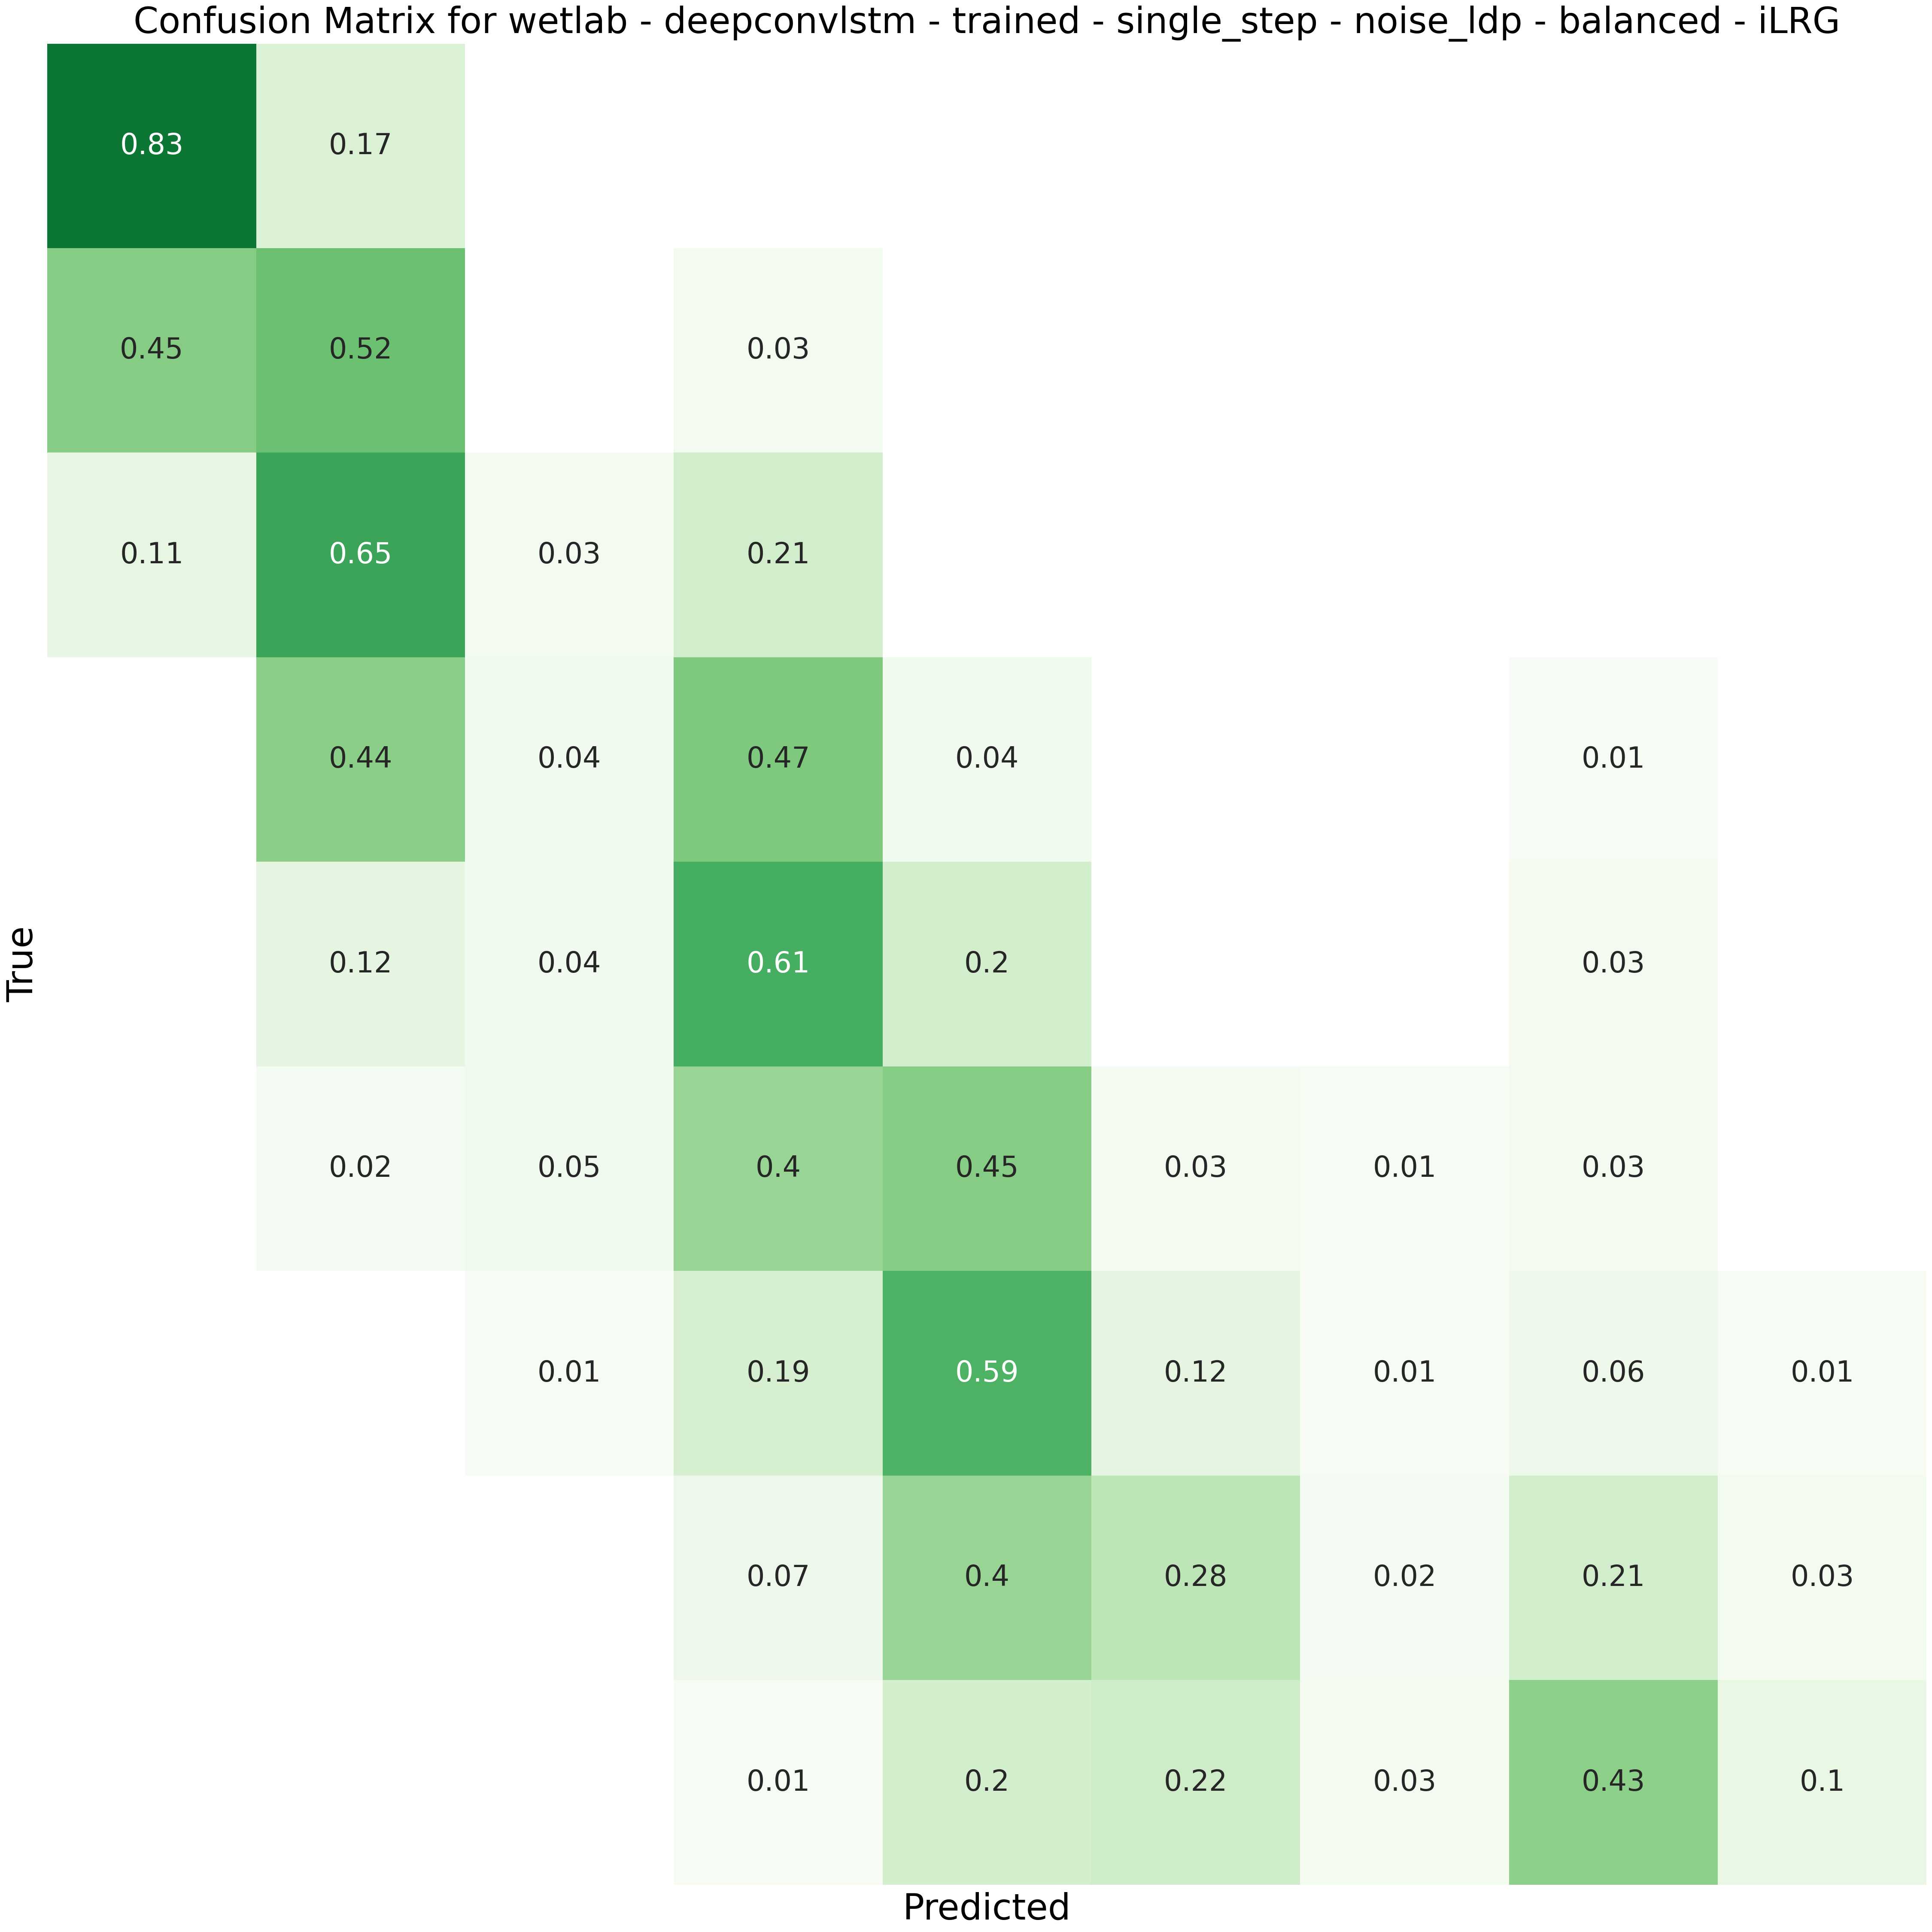 Confusion Matrix for wetlab - deepconvlstm - trained - single_step - noise_ldp - balanced - iLRG
0.83 0.17
0.45 0.52 0.03
0.11 0.65 0.03 0.21
0.44 0.04 0.47 0.04 0.01
0.12 0.04 0.61 0.2 0.03
True
0.02 0.05 0.4 0.45 0.03 0.01 0.03
0.01 0.19 0.59 0.12 0.01 0.06 0.01
0.07 0.4 0.28 0.02 0.21 0.03
0.01 0.2 0.22 0.03 0.43 0.1
Predicted